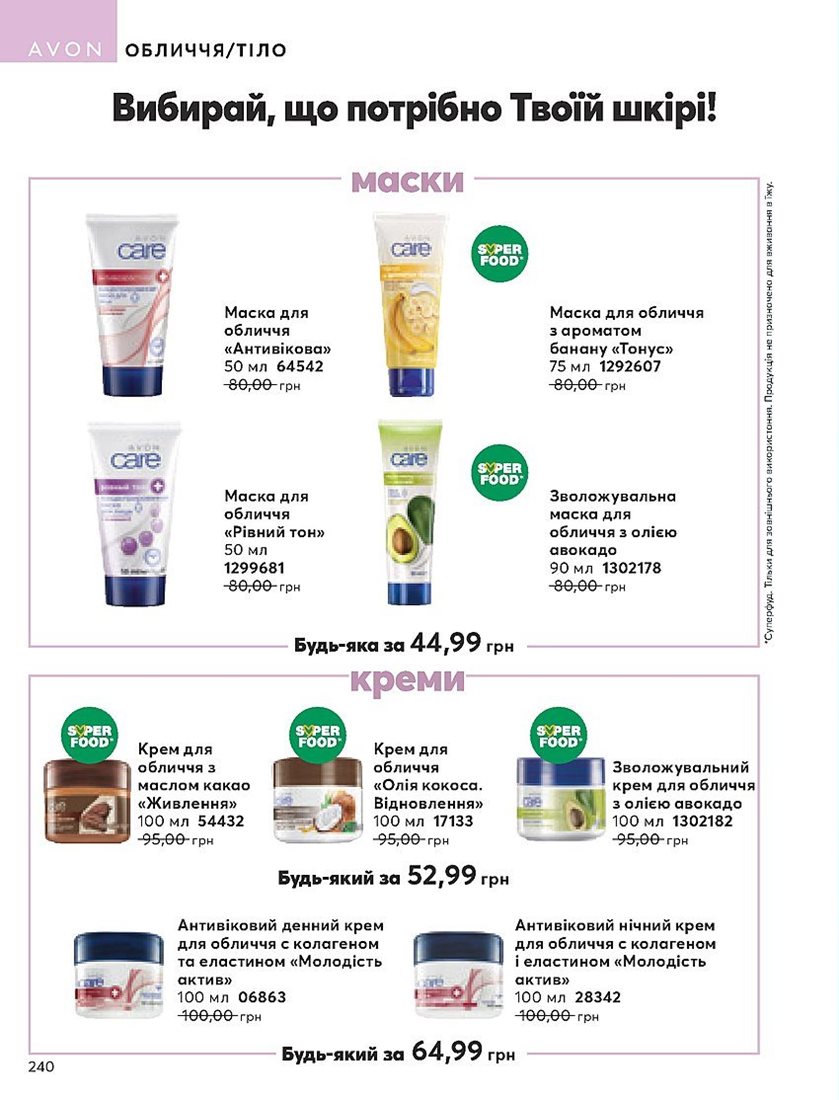 AVON
ОБЛИЧЧЯ/ТІЛО
Вибирай, що потрібно Твоїй шкірі!
маски
AVON
care
Маска для
обличчя
«Антивікова»
50 мл 64542
80,00 грн
AVON
care
SUPER
FOOD*
Маска для обличчя
з ароматом
банану «Тонус»
75 мл 1292607
80,00 грн
AVON
care
Маска для
обличчя
«Рівний тон»
50 мл
1299681
80,00 грн
AVON
care
SUPER
FOOD*
Зволожувальна
маска для
обличчя з олією
авокадо
90 мл 1302178
80,00 грн
Будь-яка за 44,99 грн
*Суперфуд. Тільки для зовнішнього використання. Продукція не призначено для вживання в їжу.
креми
SUPER
FOOD*
Крем для
обличчя з
маслом какао
«Живлення»
100 мл 54432
95,00 грн
SUPER
FOOD*
care
Крем для
обличчя
«Олія кокоса.
Відновлення»
100 мл 17133
95,00 грн
SUPER
FOOD*
care
Зволожувальний
крем для обличчя
з олією авокадо
100 мл 1302182
95,00 грн
Будь-який за 52,99 грн
care
Антивіковий денний крем
для обличчя с колагеном
та еластином «Молодість
актив»
100 мл 06863
100,00 грн
care
Антивіковий нічний крем
для обличчя с колагеном
і еластином «Молодість
актив»
100 мл 28342
100,00 грн
Будь-який за 64,99 грн
240